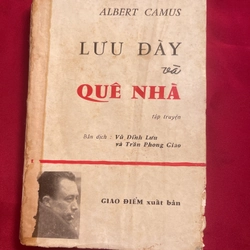 ALBERT CAMUS
LƯU ĐÀY
và
QUÊ NHÀ
tập truyện
Bản dịch : Vũ Đình Lưu
và Trần Phong Giao
GIAO ĐIỂM xuất bản